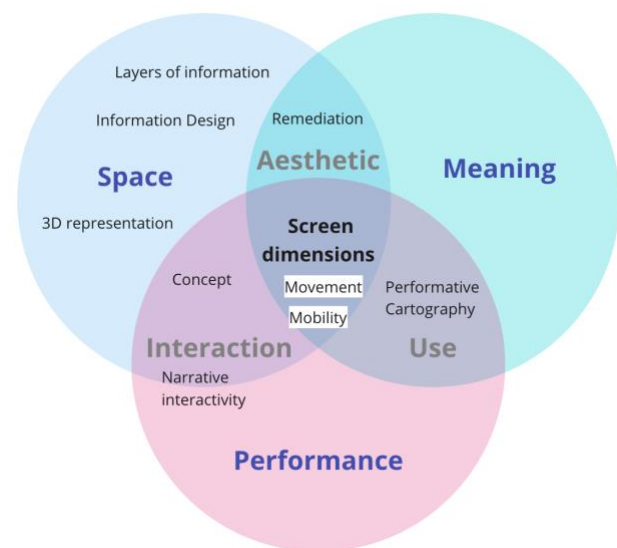 Layers of information
Information Design
Remediation
Aesthetic
Space
Meaning
3D representation
Screen
dimensions
Concept
Movement
Performative
Cartography
Mobility
Interaction
Use
Narrative
interactivity
Performance